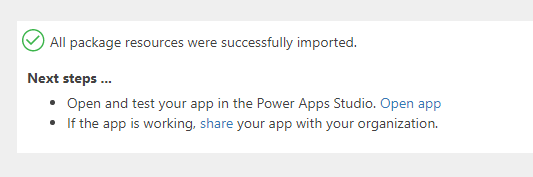 All package resources were successfully imported.
Next steps ...
Open and test your app in the Power Apps Studio. Open app
If the app is working, share your app with your organization.